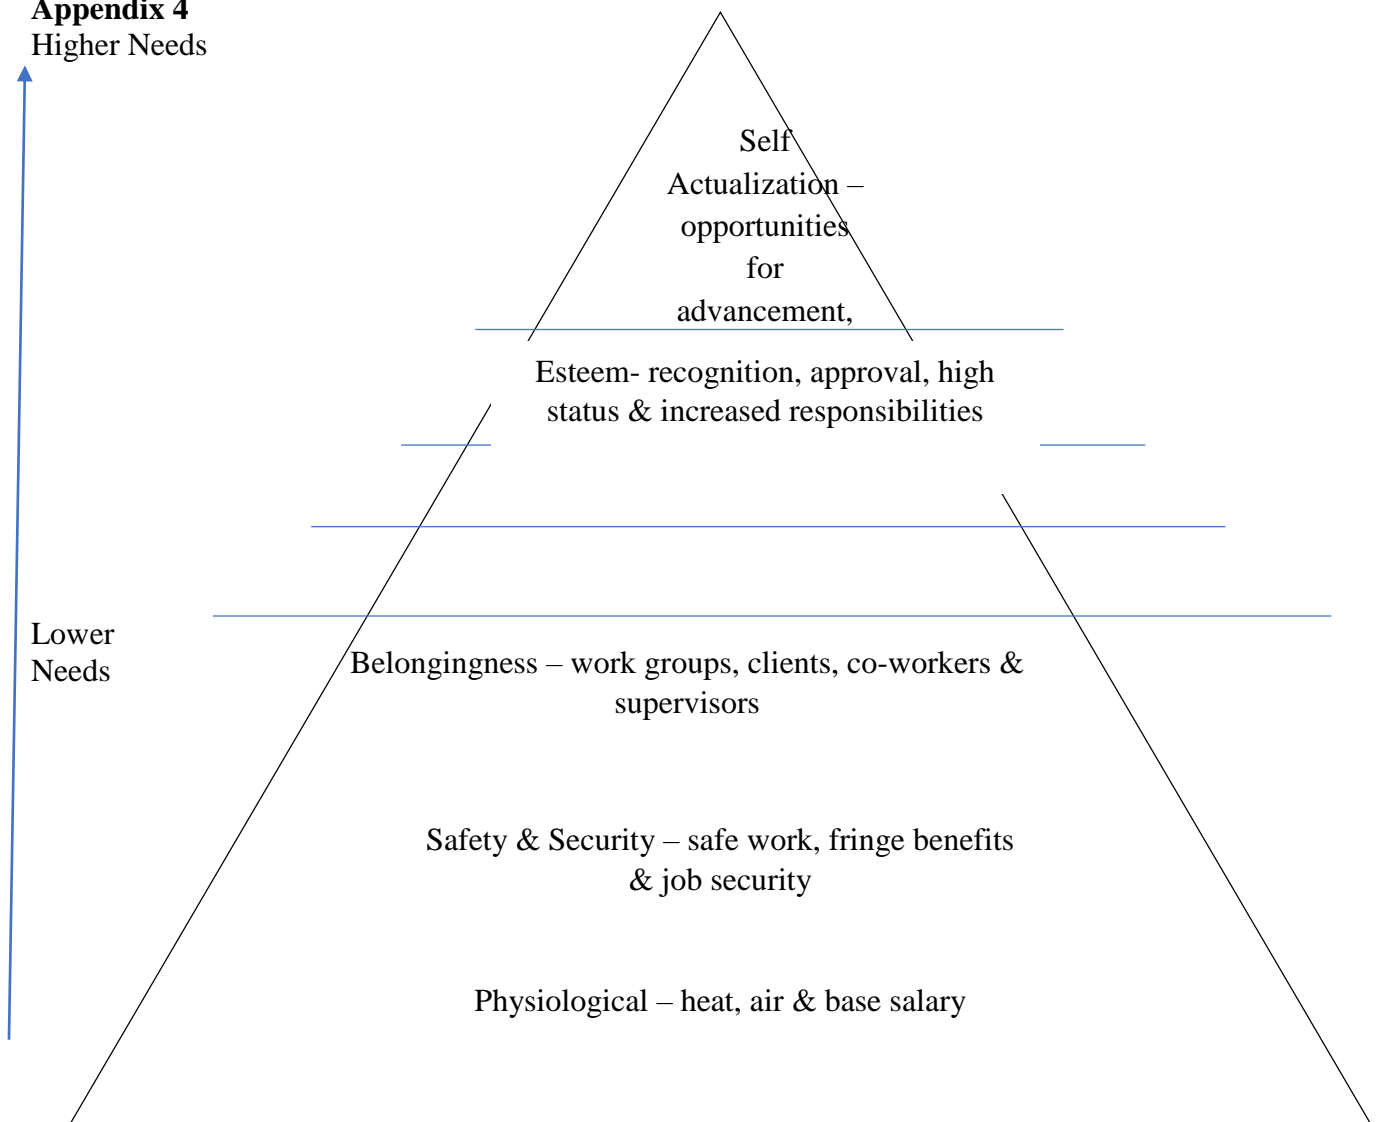 Appendix 4
Higher Needs
Self
Actualization –
opportunities
for
advancement,
Esteem- recognition, approval, high
status & increased responsibilities
Lower
Needs
Belongingness – work groups, clients, co-workers &
supervisors
Safety & Security – safe work, fringe benefits
& job security
Physiological – heat, air & base salary